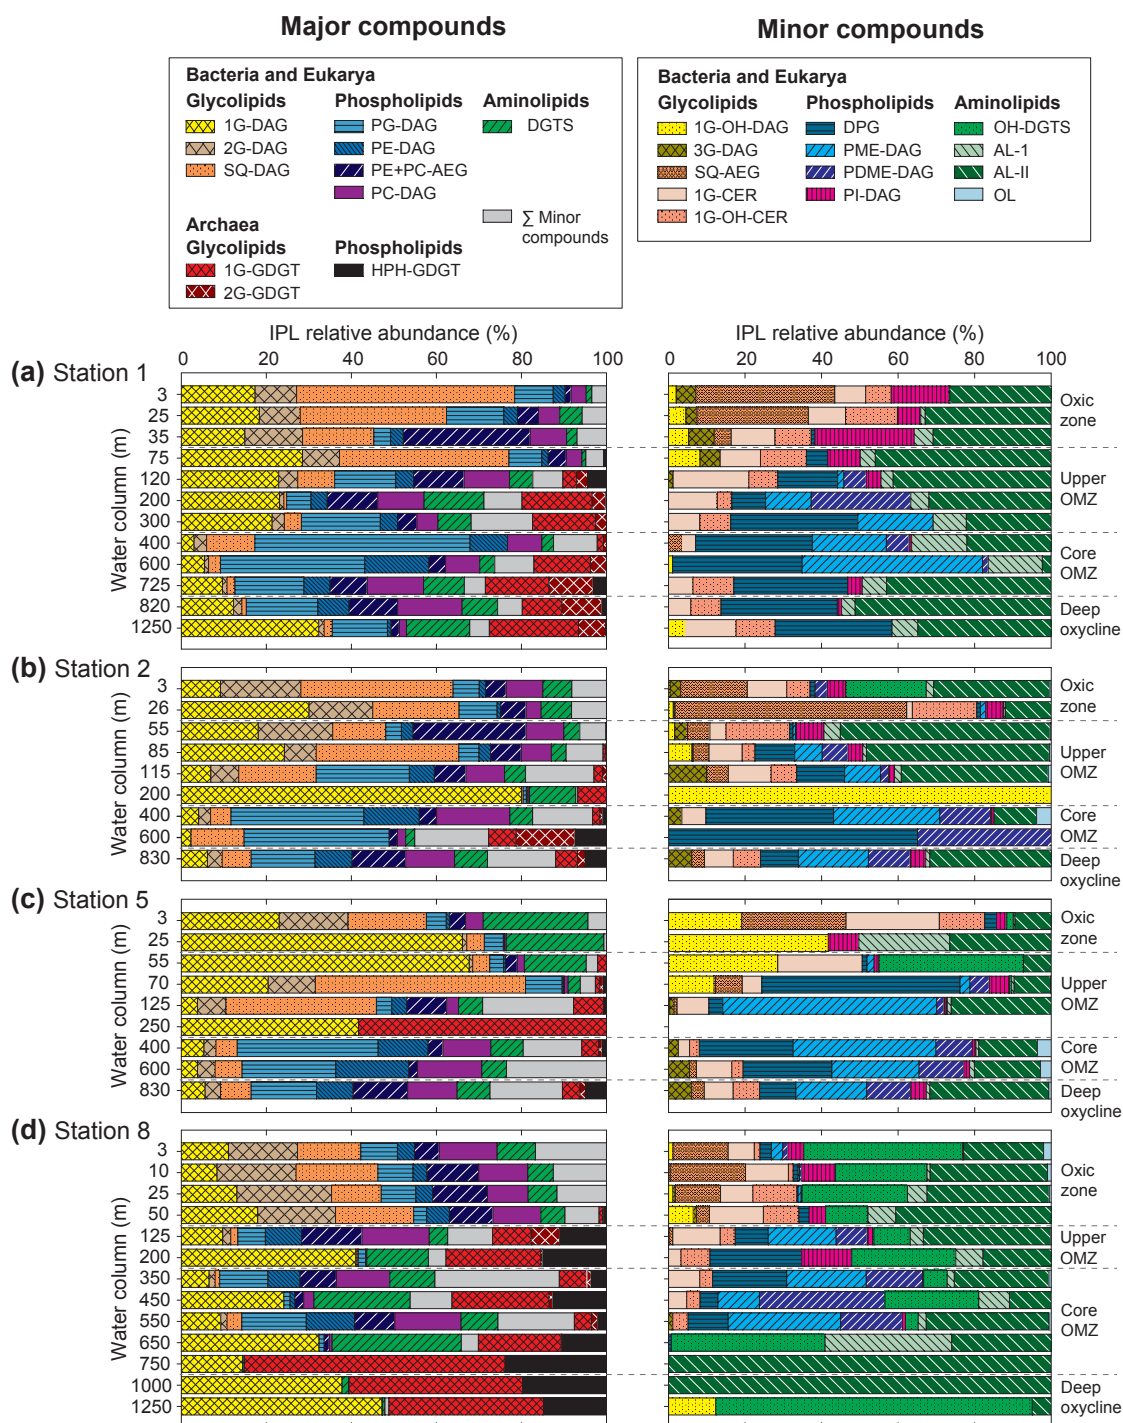 Major compounds
Bacteria and Eukarya
Glycolipids Phospholipids Aminolipids
1G-DAG PG-DAG DGTS
2G-DAG PE-DAG
SQ-DAG PE+PC-AEG
PC-DAG
∑ Minor
compounds
Archaea
Glycolipids Phospholipids
1G-GDGT HPH-GDGT
2G-GDGT
Minor compounds
Bacteria and Eukarya
Glycolipids Phospholipids Aminolipids
1G-OH-DAG DPG OH-DGTS
3G-DAG PME-DAG AL-1
SQ-AEG PDME-DAG AL-II
1G-CER PI-DAG OL
1G-OH-CER
IPL relative abundance (%) IPL relative abundance (%)
0 20 40 60 80 100 0 20 40 60 80 100
(a) Station 1
Water column (m)
3
25
35
75
120
200
300
400
600
725
820
1250
Oxic
zone
Upper
OMZ
Core
OMZ
Deep
oxycline
(b) Station 2
Water column (m)
3
26
55
85
115
200
400
600
830
Oxic
zone
Upper
OMZ
Core
OMZ
Deep
oxycline
(c) Station 5
Water column (m)
3
25
55
70
125
250
400
600
830
Oxic
zone
Upper
OMZ
Core
OMZ
Deep
oxycline
(d) Station 8
Water column (m)
3
10
25
50
125
200
350
450
550
650
750
1000
1250
Oxic
zone
Upper
OMZ
Core
OMZ
Deep
oxycline